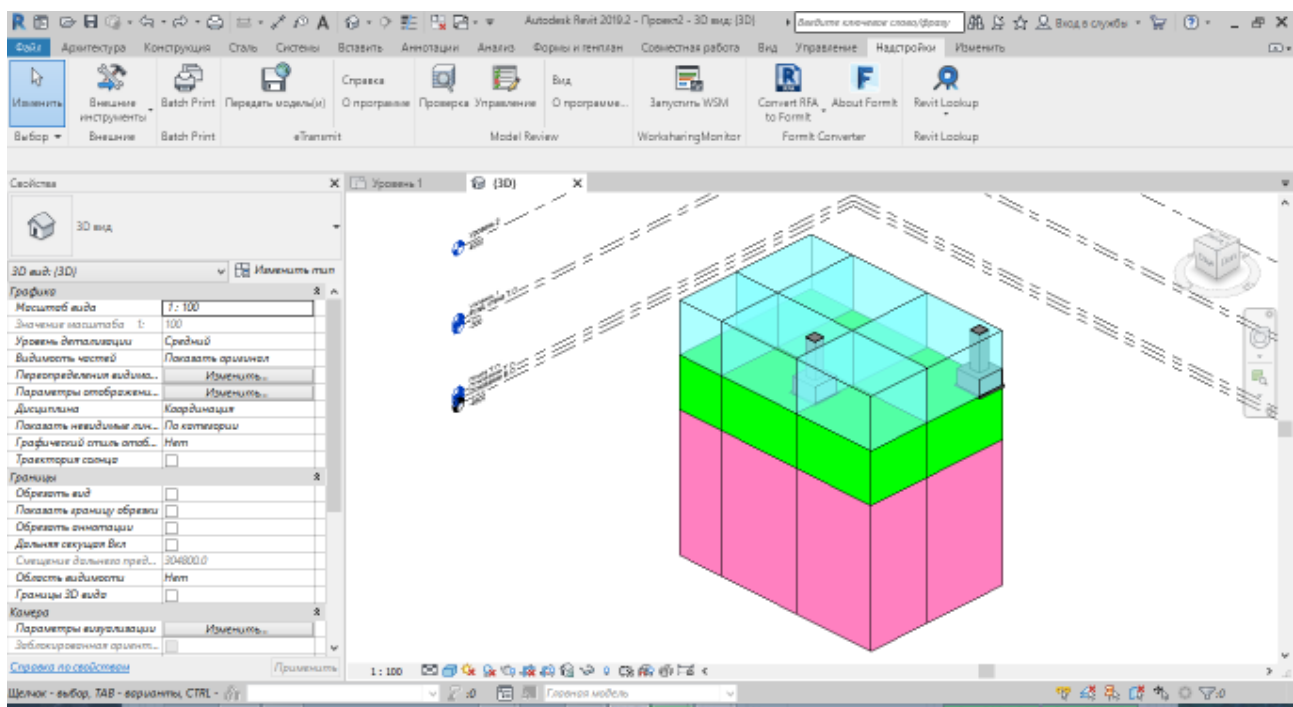 Autodesk Revit 2019.2 - Проект2 - 3D вид: {3D}
Введите ключевое слово/фразу
Вход в службы
Файл Архитектура Конструкция Сталь Системы Вставить Аннотации Анализ Формы и генплан Совместная работа Вид Управление Надстройки Изменить
Изменить
Внешние инструменты
Batch Print
Передать модель(и)
Справка
О программе
Проверка
Управление
Вид
О программе...
Запустить WSM
Convert RFA to FormIt
About FormIt
Revit Lookup
Выбор
Внешние
Batch Print
eTransmit
Model Review
WorksharingMonitor
FormIt Converter
Revit Lookup
Свойства
Уровень 1
{3D}
3D вид
3D вид: {3D}
Изменить тип
Графика
Масштаб вида 1 : 100
Значение масштаба 1: 100
Уровень детализации Средний
Видимость частей Показать оригинал
Переопределения видимо... Изменить...
Параметры отображени... Изменить...
Дисциплина Координация
Показать невидимые лин... По категории
Графический стиль отоб... Нет
Траектория солнца
Границы
Обрезать вид
Показать границу обрезки
Обрезать аннотации
Дальняя секущая Вкл
Смещение дальнего пред... 304800.0
Область видимости Нет
Границы 3D вида
Камера
Параметры визуализации Изменить...
Заблокированная ориент...
Справка по свойствам
Применить
1 : 100
Щелчок - выбор, TAB - варианты, CTRL -
:0
Главная модель
:0